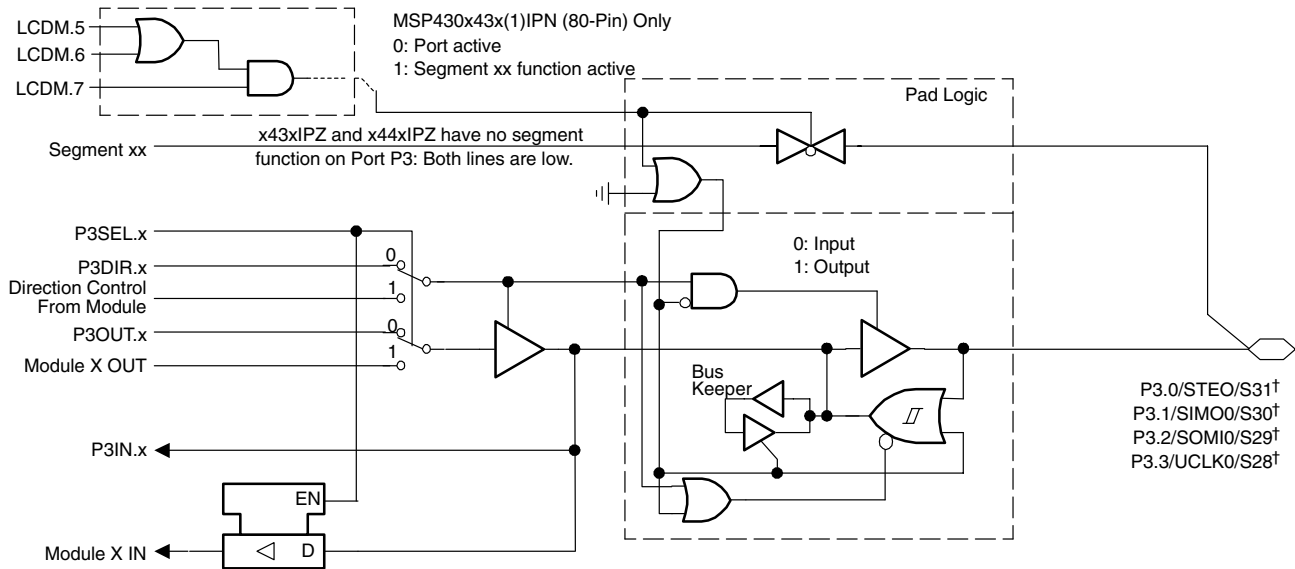 LCDM.5
LCDM.6
LCDM.7
MSP430x43x(1)IPN (80-Pin) Only
0: Port active
1: Segment xx function active
Pad Logic
x43xIPZ and x44xIPZ have no segment
function on Port P3: Both lines are low.
Segment xx
P3SEL.x
P3DIR.x
Direction Control
From Module
P3OUT.x
Module X OUT
0
1
0
1
0: Input
1: Output
Bus
Keeper
P3IN.x
EN
D
Module X IN
P3.0/STEO/S31†
P3.1/SIMO0/S30†
P3.2/SOMI0/S29†
P3.3/UCLK0/S28†